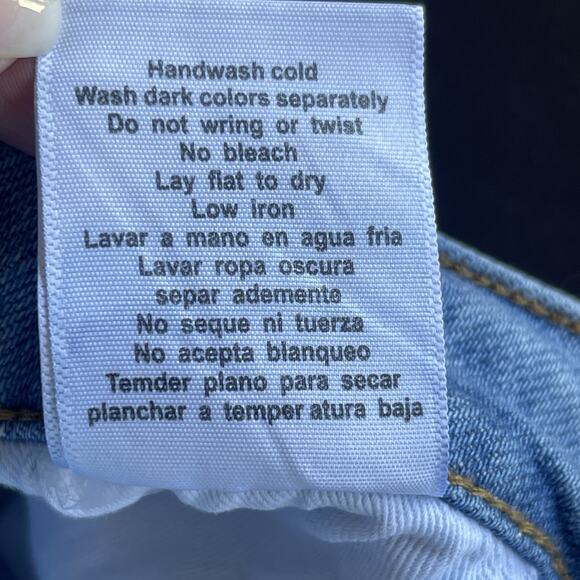 Handwash cold
Wash dark colors separately
Do not wring or twist
No bleach
Lay flat to dry
Low iron
Lavar a mano en agua fria
Lavar ropa oscura
separ ademente
No seque ni tuerza
No acepta blanqueo
Temder plano para secar
planchar a temper atura baja